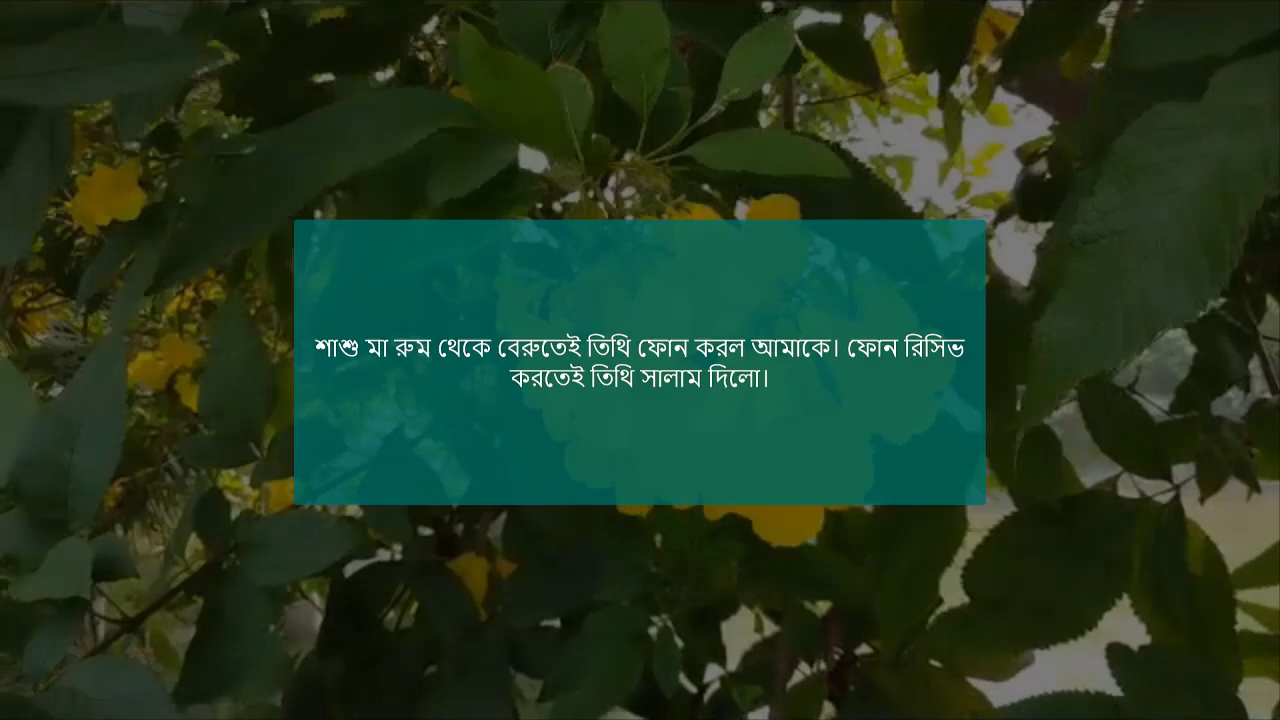 শাশু মা রুম থেকে বেরুতেই তিথি ফোন করল আমাকে। ফোন রিসিভ
করতেই তিথি সালাম দিলো।